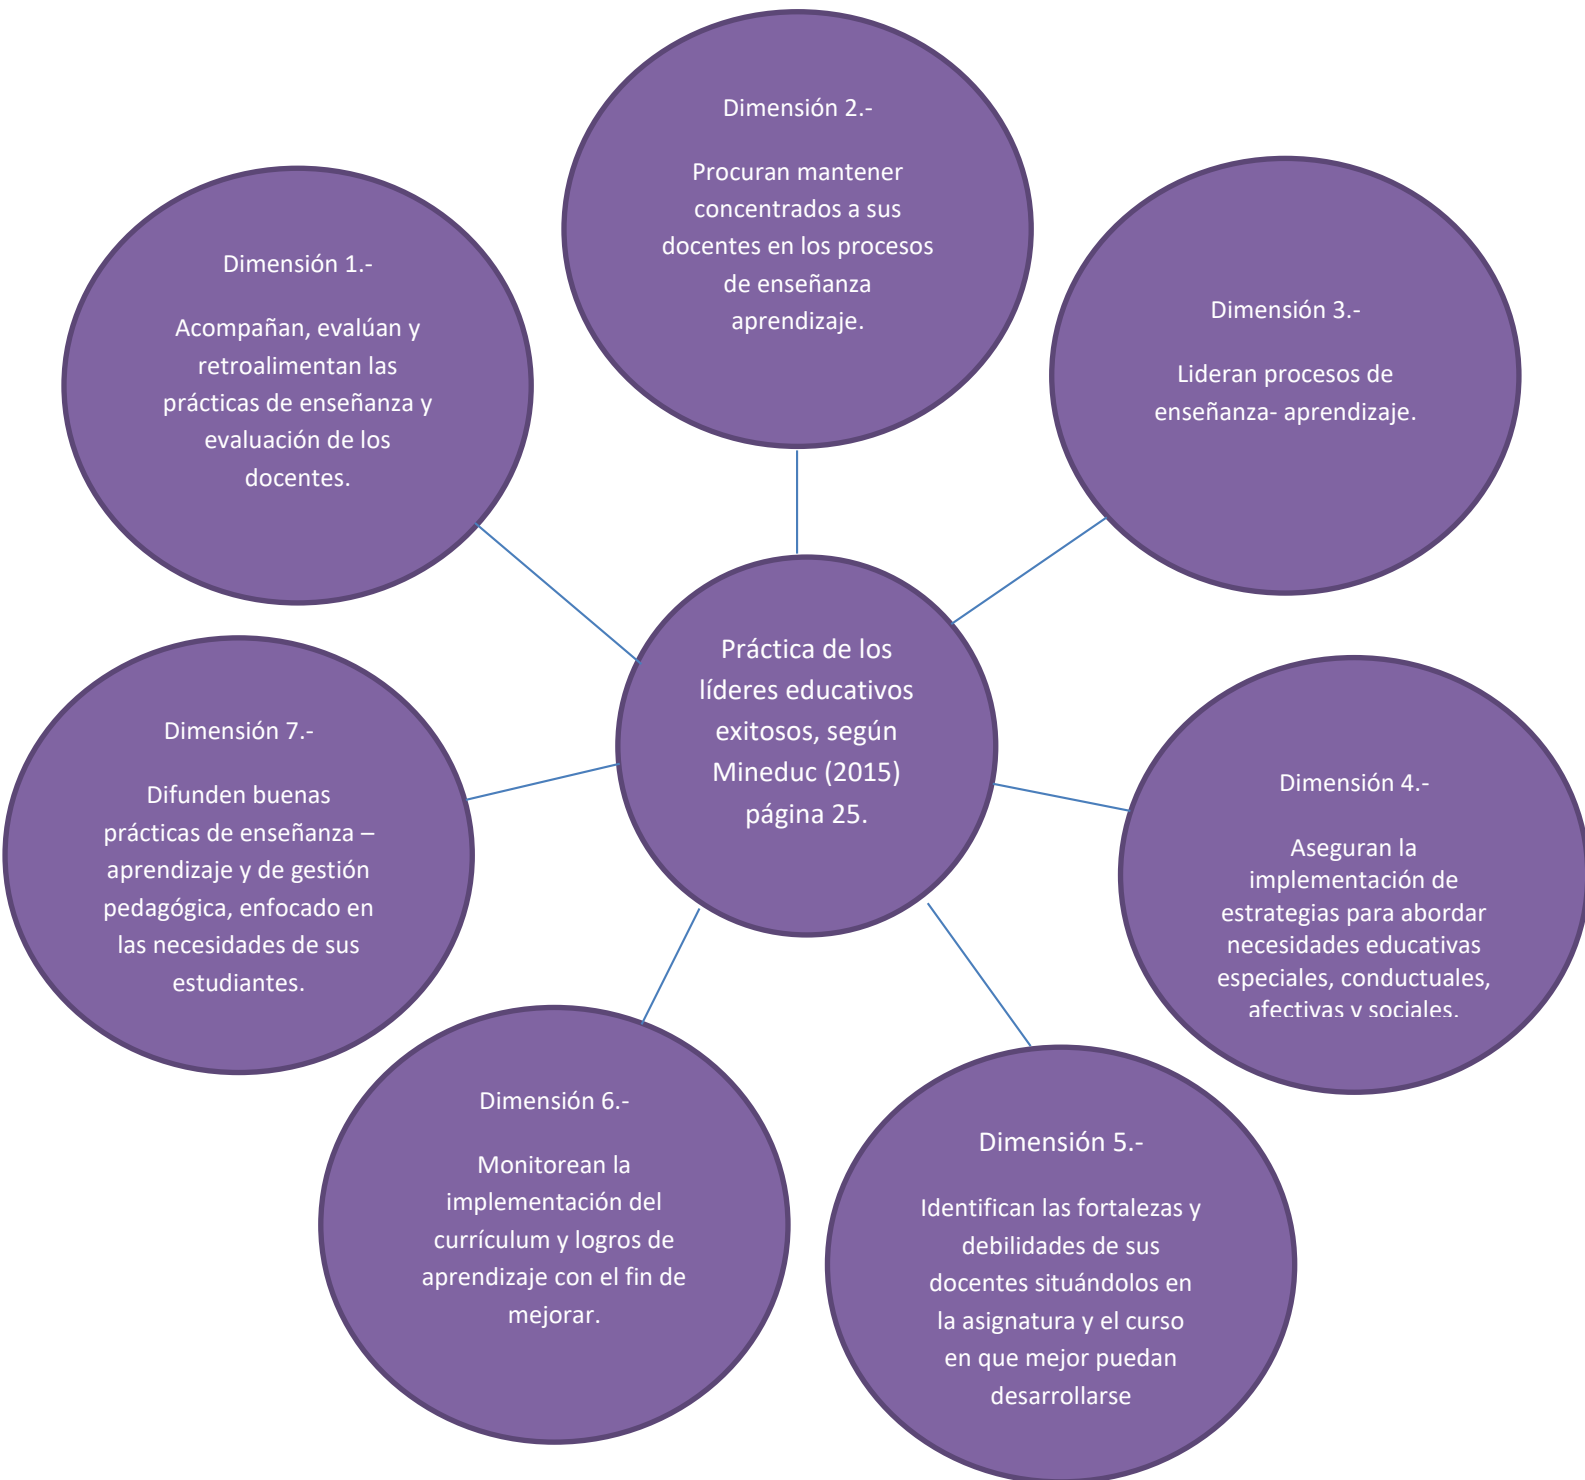 Dimensión 1.-
Acompañan, evalúan y
retroalimentan las
prácticas de enseñanza y
evaluación de los
docentes.
Dimensión 2.-
Procuran mantener
concentrados a sus
docentes en los procesos
de enseñanza
aprendizaje.
Dimensión 3.-
Lideran procesos de
enseñanza- aprendizaje.
Práctica de los
líderes educativos
exitosos, según
Mineduc (2015)
página 25.
Dimensión 4.-
Aseguran la
implementación de
estrategias para abordar
necesidades educativas
especiales, conductuales,
afectivas y sociales.
Dimensión 5.-
Identifican las fortalezas y
debilidades de sus
docentes situándolos en
la asignatura y el curso
en que mejor puedan
desarrollarse
Dimensión 6.-
Monitorean la
implementación del
currículum y logros de
aprendizaje con el fin de
mejorar.
Dimensión 7.-
Difunden buenas
prácticas de enseñanza –
aprendizaje y de gestión
pedagógica, enfocado en
las necesidades de sus
estudiantes.